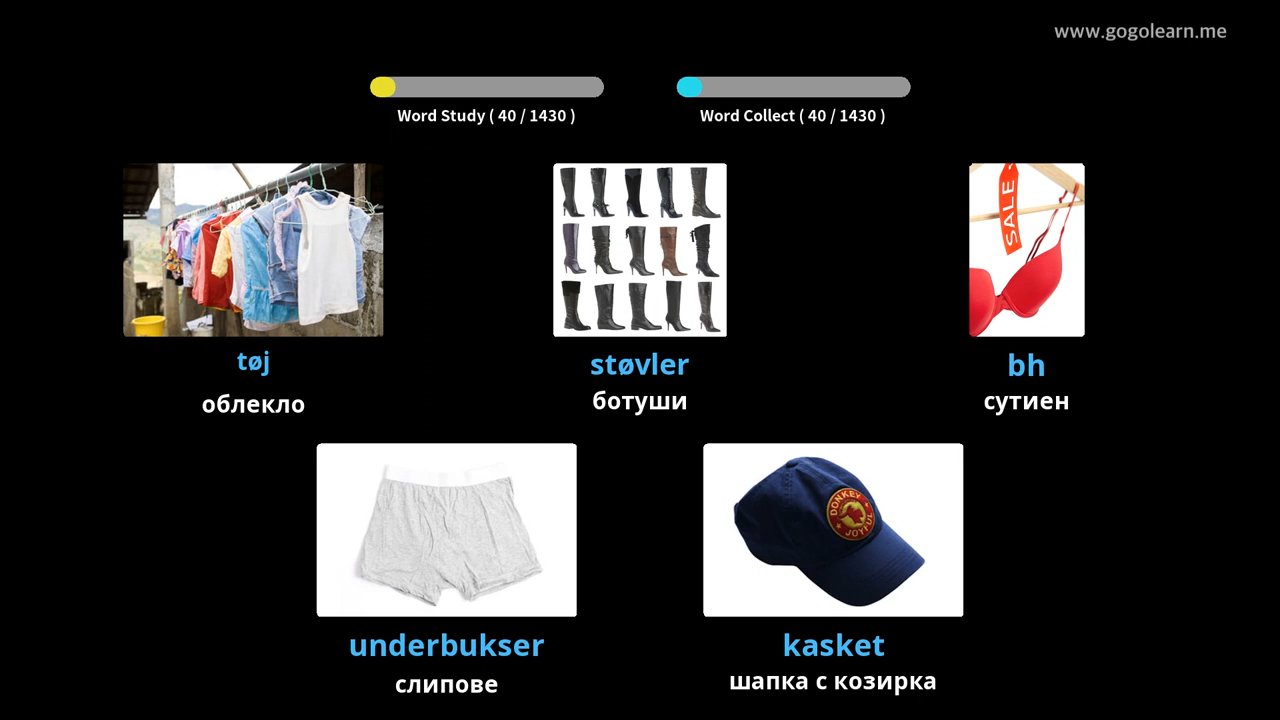 www.gogolearn.me
Word Study ( 40 / 1430 )
Word Collect ( 40 / 1430 )
SALE
tøj
støvler
bh
облекло
ботуши
сутиен
DONKEY
JOYFUL
underbukser
kasket
слипове
шапка с козирка